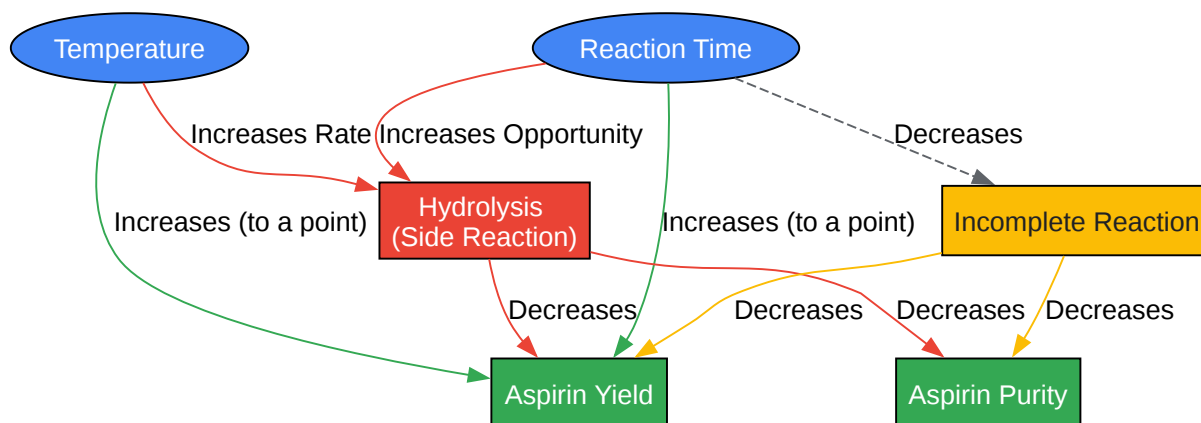 Temperature
Reaction Time
Increases Rate
Increases Opportunity
Decreases
Hydrolysis
(Side Reaction)
Incomplete Reaction
Increases (to a point)
Increases (to a point)
Decreases
Decreases
Decreases
Decreases
Aspirin Yield
Aspirin Purity